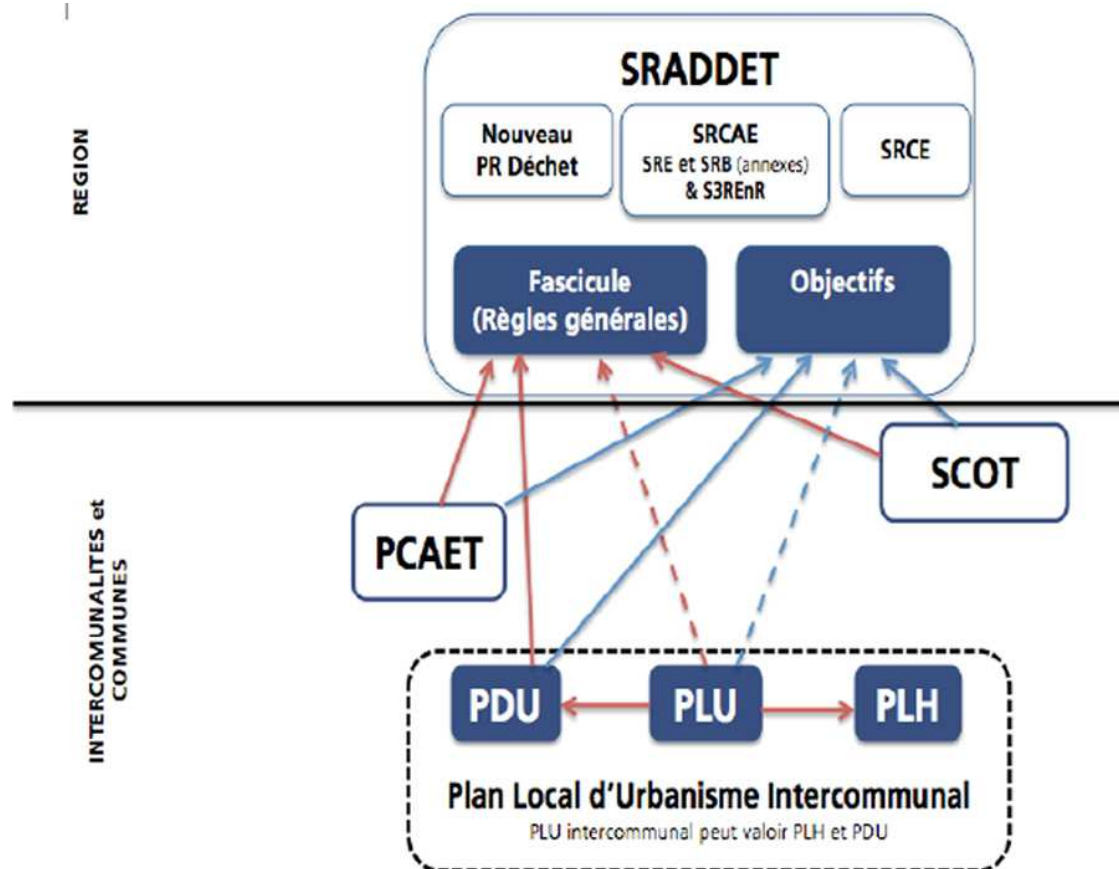 SRADDET
Nouveau
PR Déchet
SRCAE
SRE et SRB (annexes)
& S3REnR
SRCE
REGION
Fascicule
(Règles générales)
Objectifs
SCOT
PCAET
INTERCOMUNALITES et
COMMUNES
PDU
PLU
PLH
Plan Local d'Urbanisme Intercommunal
PLU intercommunal peut valoir PLH et PDU